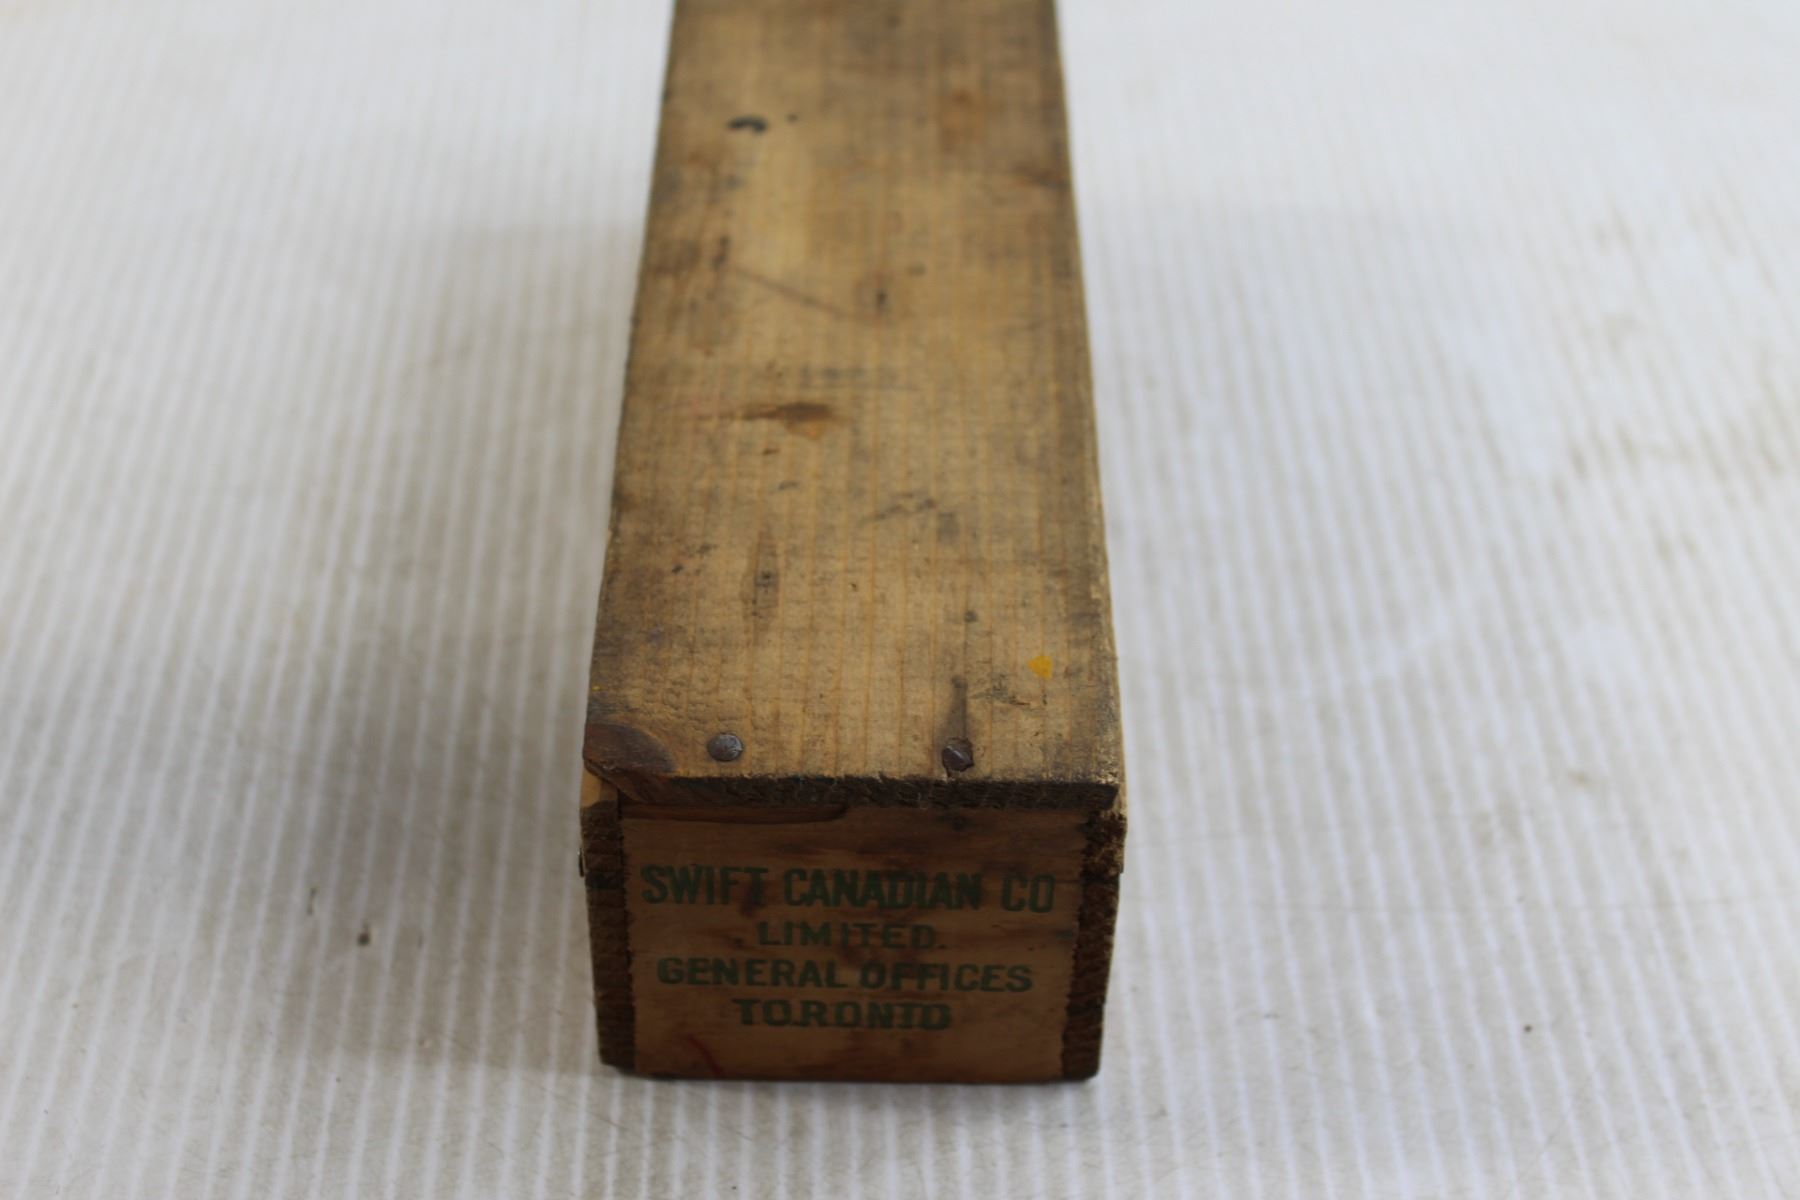 SWIFT CANADIAN CO
LIMITED.
GENERAL OFFICES
TORONTO